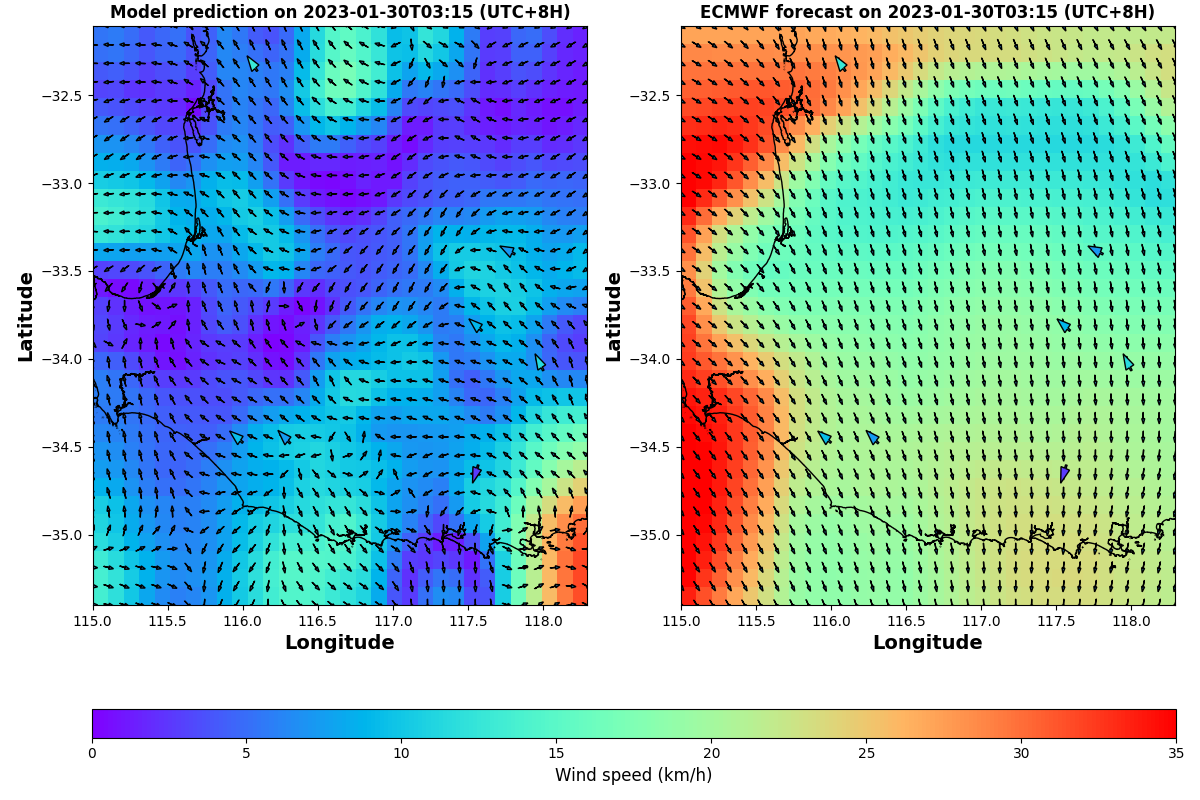 Model prediction on 2023-01-30T03:15 (UTC+8H)
ECMWF forecast on 2023-01-30T03:15 (UTC+8H)
Latitude
−32.5
−33.0
−33.5
−34.0
−34.5
−35.0
115.0 115.5 116.0 116.5 117.0 117.5 118.0
Longitude
Latitude
−32.5
−33.0
−33.5
−34.0
−34.5
−35.0
115.0 115.5 116.0 116.5 117.0 117.5 118.0
Longitude
0 5 10 15 20 25 30 35
Wind speed (km/h)